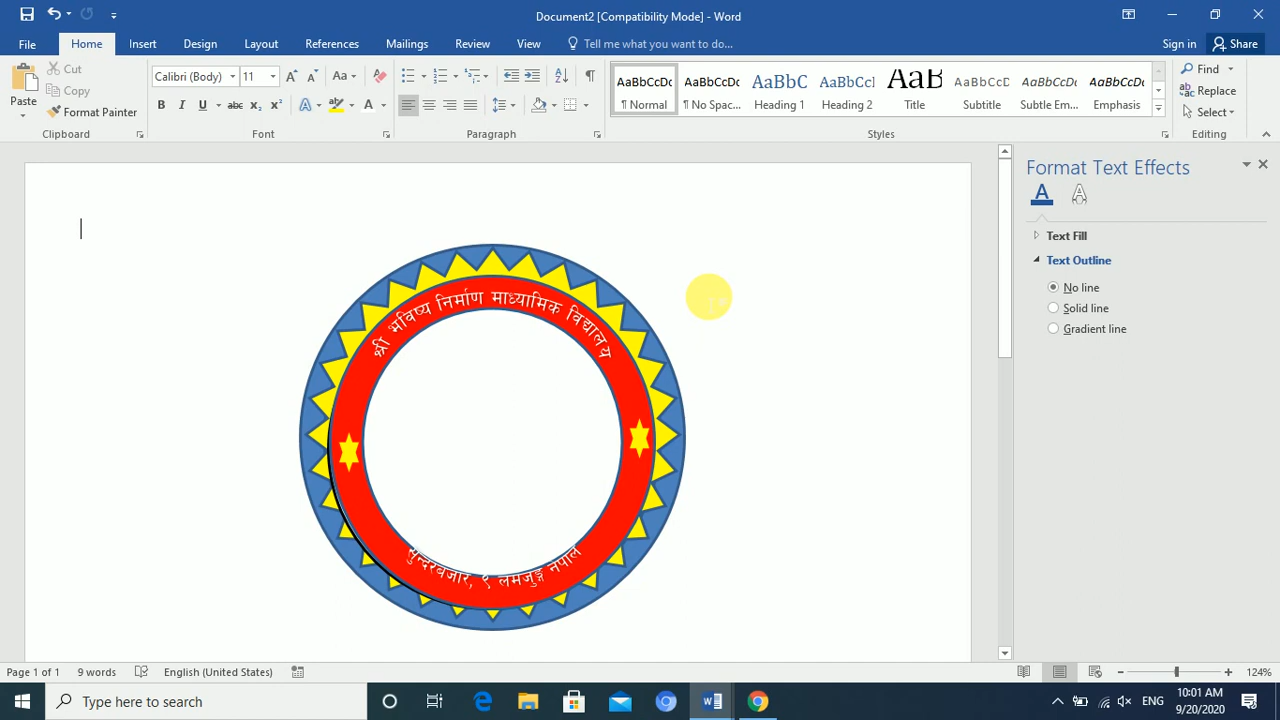 Document2 [Compatibility Mode] - Word
File Home Insert Design Layout References Mailings Review View Tell me what you want to do... Sign in Share
Cut
Copy
Format Painter
Paste
Clipboard
Calibri (Body) 11
Font
Paragraph
AaBbCcDc AaBbCcDc AaBbC AaBbCcI AaB AaBbCcD AaBbCcDc AaBbCcDc
¶ Normal ¶ No Spac... Heading 1 Heading 2 Title Subtitle Subtle Em... Emphasis
Styles
Find
Replace
Select
Editing
Format Text Effects
Text Fill
Text Outline
No line
Solid line
Gradient line
श्री भविष्य निर्माण माध्यामिक विद्यालय
सुन्दरबजार, ९ लमजुङ्ग नपाल
Page 1 of 1 9 words English (United States) 124%
Type here to search
ENG
10:01 AM
9/20/2020